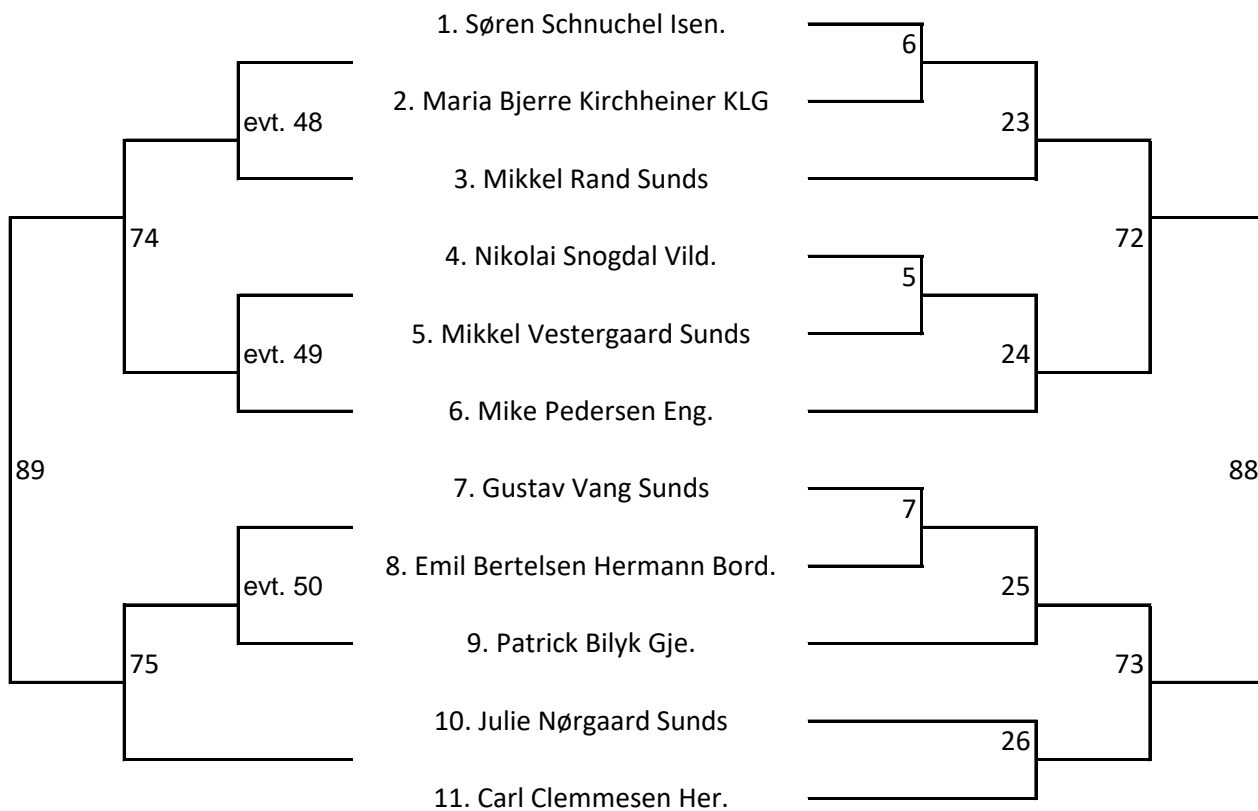 1. Søren Schnuchel Isen.
6
evt. 48
2. Maria Bjerre Kirchheiner KLG
23
3. Mikkel Rand Sunds
74
72
4. Nikolai Snogdal Vild.
5
5. Mikkel Vestergaard Sunds
evt. 49
24
6. Mike Pedersen Eng.
89
88
7. Gustav Vang Sunds
7
8. Emil Bertelsen Hermann Bord.
evt. 50
25
9. Patrick Bilyk Gje.
75
73
10. Julie Nørgaard Sunds
26
11. Carl Clemmesen Her.